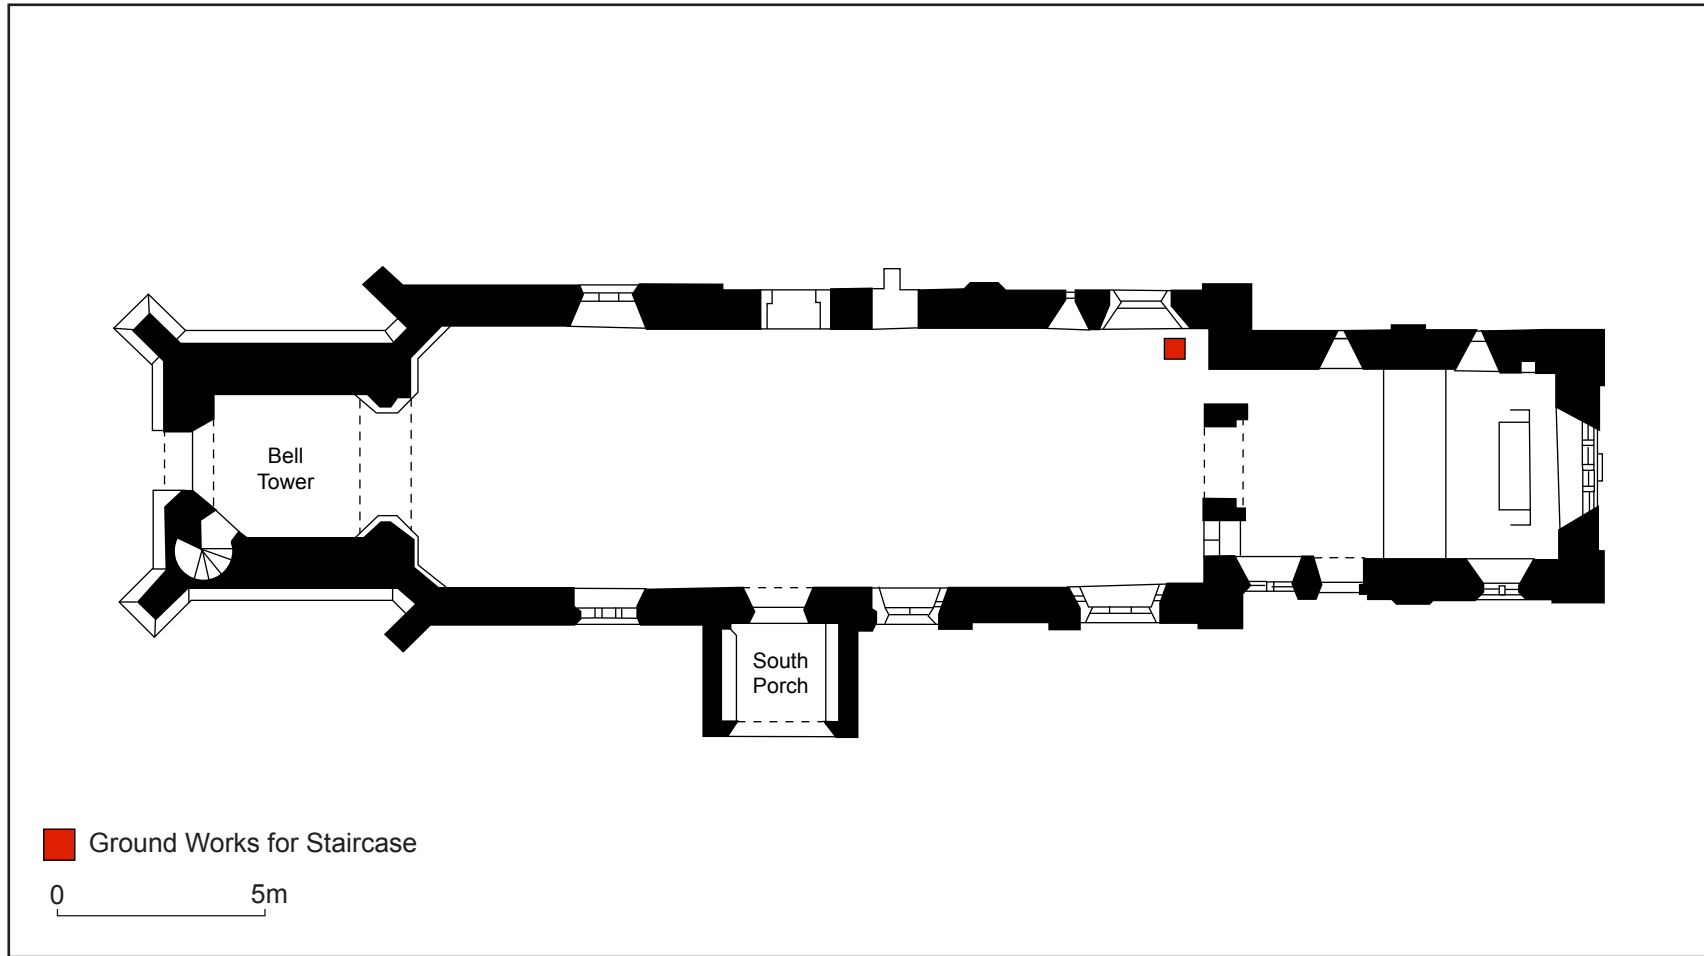 Bell
Tower
South
Porch
Ground Works for Staircase
0 5m